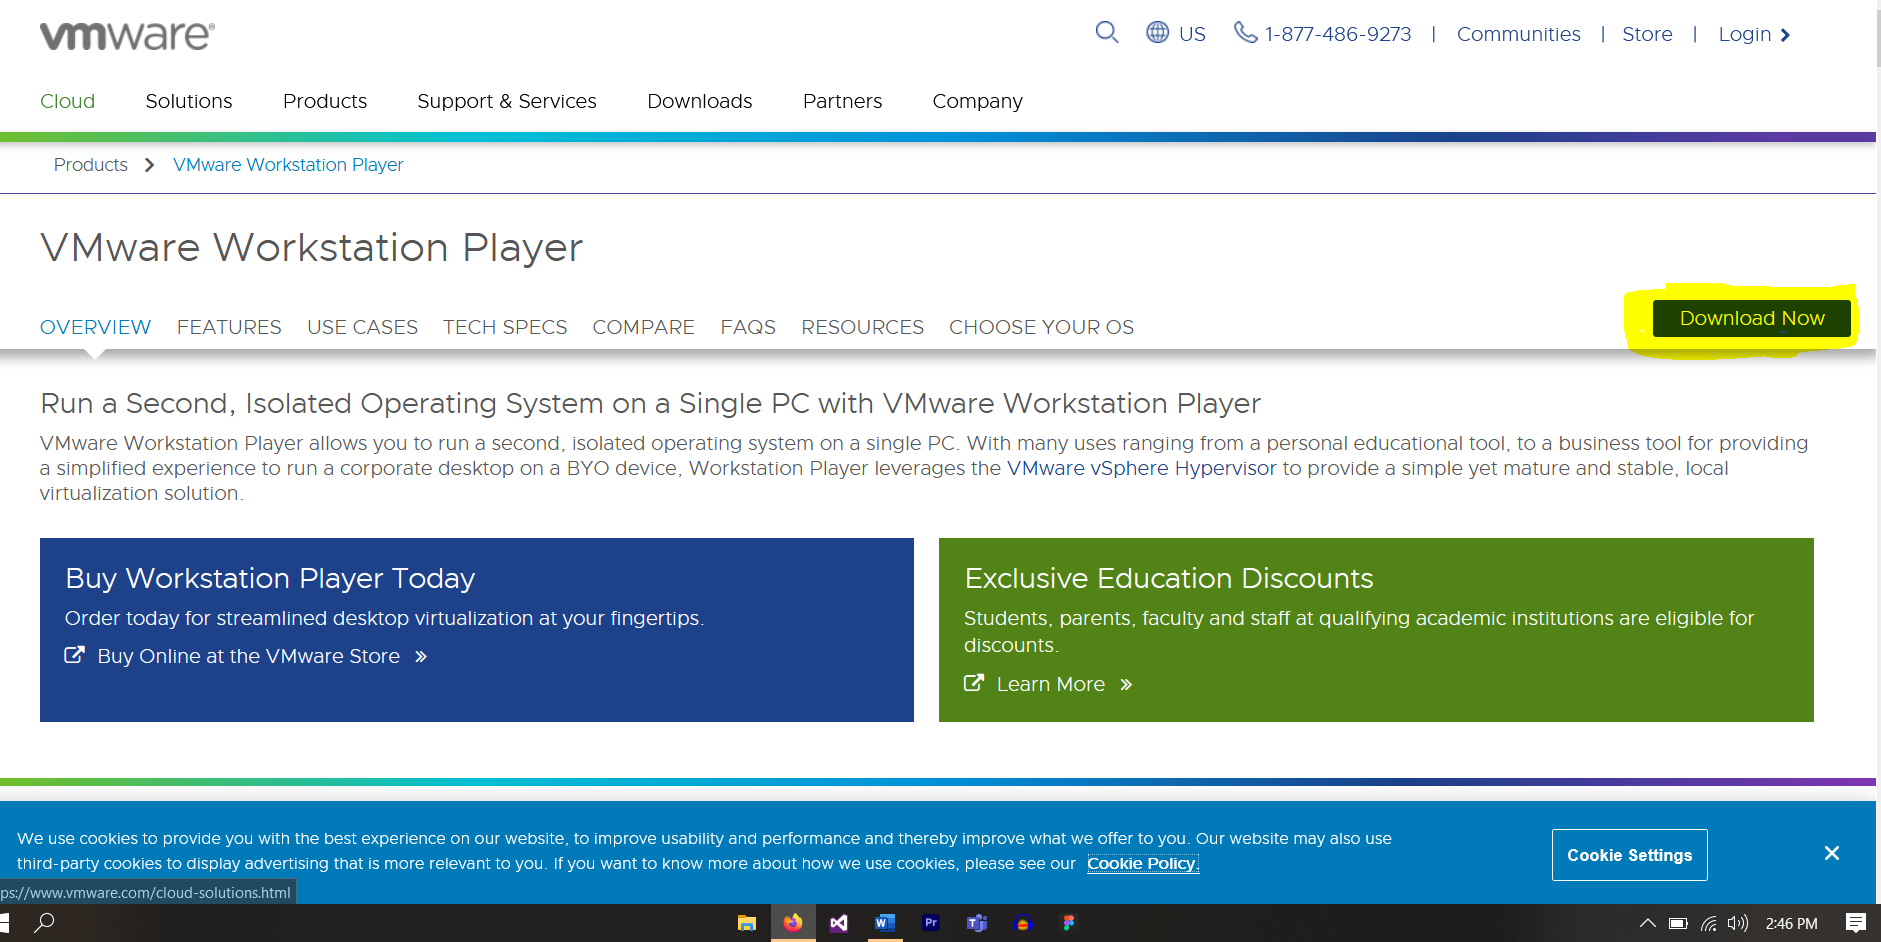 vmware®
US
1-877-486-9273 | Communities | Store | Login
Cloud Solutions Products Support & Services Downloads Partners Company
Products VMware Workstation Player
VMware Workstation Player
OVERVIEW FEATURES USE CASES TECH SPECS COMPARE FAQS RESOURCES CHOOSE YOUR OS
Download Now
Run a Second, Isolated Operating System on a Single PC with VMware Workstation Player
VMware Workstation Player allows you to run a second, isolated operating system on a single PC. With many uses ranging from a personal educational tool, to a business tool for providing
a simplified experience to run a corporate desktop on a BYO device, Workstation Player leverages the VMware vSphere Hypervisor to provide a simple yet mature and stable, local
virtualization solution.
Buy Workstation Player Today
Order today for streamlined desktop virtualization at your fingertips.
Buy Online at the VMware Store »
Exclusive Education Discounts
Students, parents, faculty and staff at qualifying academic institutions are eligible for
discounts.
Learn More »
We use cookies to provide you with the best experience on our website, to improve usability and performance and thereby improve what we offer to you. Our website may also use
third-party cookies to display advertising that is more relevant to you. If you want to know more about how we use cookies, please see our Cookie Policy.
Cookie Settings
ps://www.vmware.com/cloud-solutions.html
W
Pr
T
2:46 PM